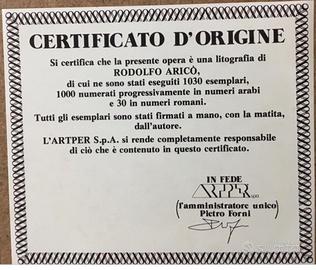 CERTIFICATO D'ORIGINE
Si certifica che la presente opera è una litografia di
RODOLFO ARICÒ,
di cui ne sono stati eseguiti 1030 esemplari,
1000 numerati progressivamente in numeri arabi
e 30 in numeri romani.
Tutti gli esemplari sono stati firmati a mano, con la matita,
dall'autore.
L'ARTPER S.p.A. si rende completamente responsabile
di ciò che è contenuto in questo certificato.
IN FEDE
ARTPER spa
(l'amministratore unico)
Pietro Forni